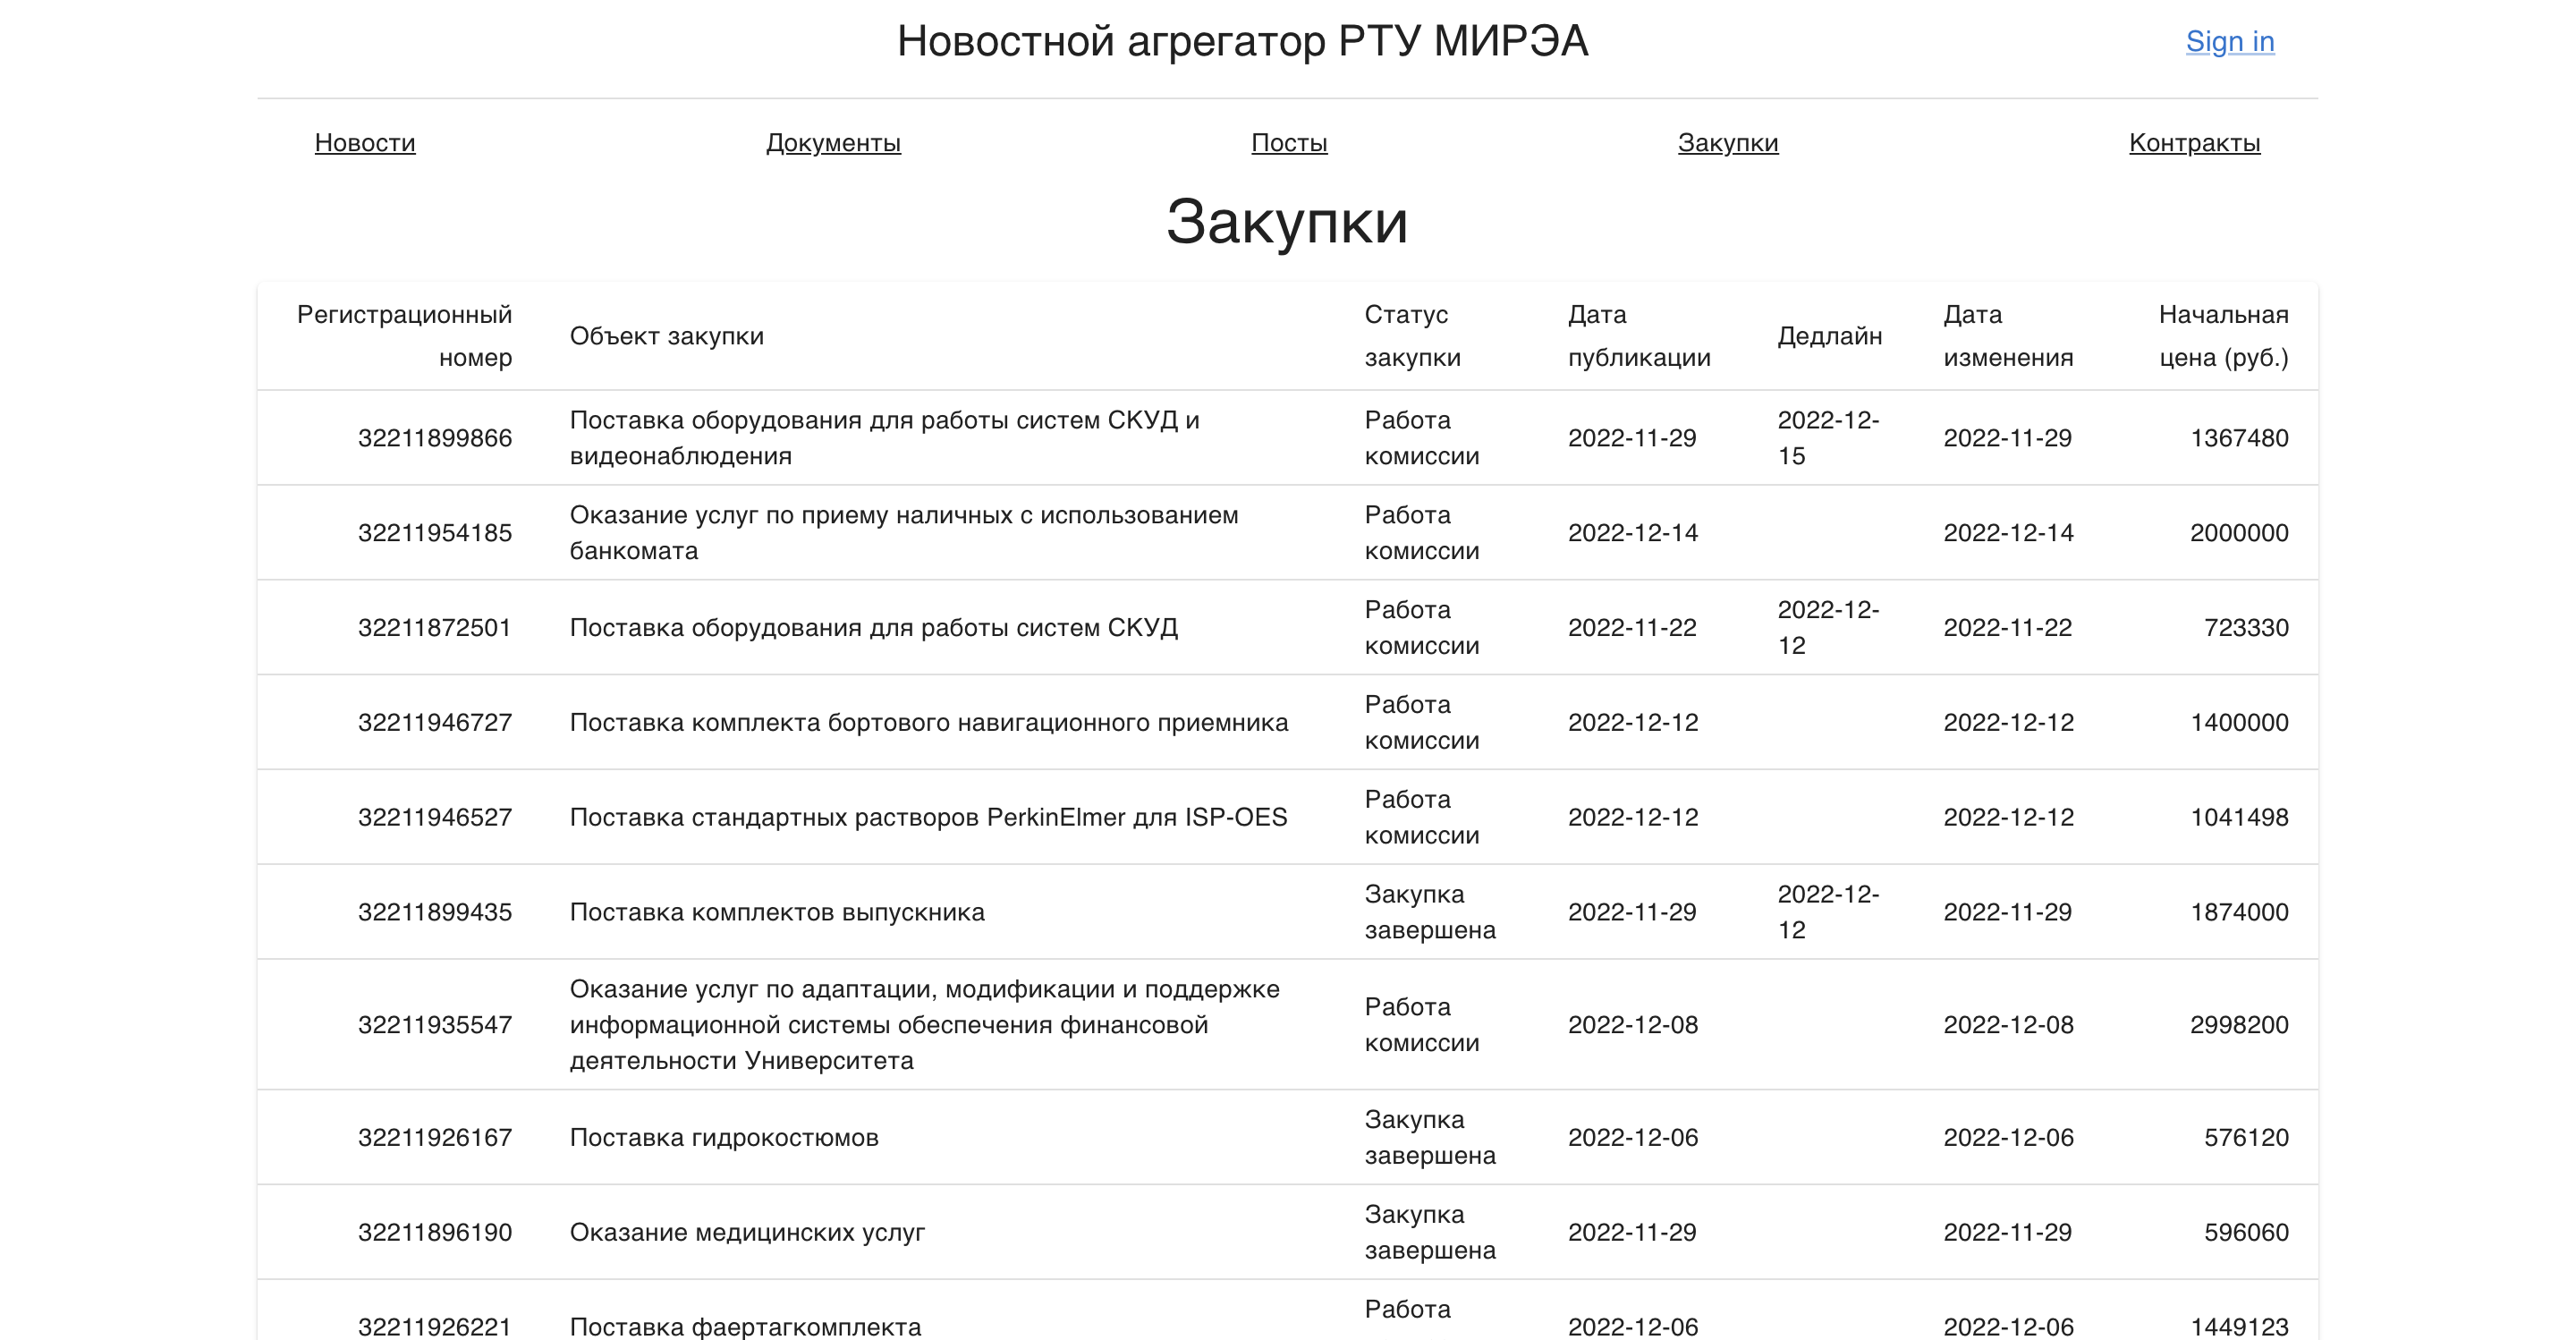 Новостной агрегатор РТУ МИРЭА Sign in
Новости Документы Посты Закупки Контракты
Закупки
Регистрационный номер Объект закупки Статус закупки Дата публикации Дедлайн Дата изменения Начальная цена (руб.)
32211899866 Поставка оборудования для работы систем СКУД и видеонаблюдения Работа комиссии 2022-11-29 2022-12-15 2022-11-29 1367480
32211954185 Оказание услуг по приему наличных с использованием банкомата Работа комиссии 2022-12-14 2022-12-14 2000000
32211872501 Поставка оборудования для работы систем СКУД Работа комиссии 2022-11-22 2022-12-12 2022-11-22 723330
32211946727 Поставка комплекта бортового навигационного приемника Работа комиссии 2022-12-12 2022-12-12 1400000
32211946527 Поставка стандартных растворов PerkinElmer для ISP-OES Работа комиссии 2022-12-12 2022-12-12 1041498
32211899435 Поставка комплектов выпускника Закупка завершена 2022-11-29 2022-12-12 2022-11-29 1874000
32211935547 Оказание услуг по адаптации, модификации и поддержке информационной системы обеспечения финансовой деятельности Университета Работа комиссии 2022-12-08 2022-12-08 2998200
32211926167 Поставка гидрокостюмов Закупка завершена 2022-12-06 2022-12-06 576120
32211896190 Оказание медицинских услуг Закупка завершена 2022-11-29 2022-11-29 596060
32211926221 Поставка фаертагкомплекта Работа 2022-12-06 2022-12-06 1449123